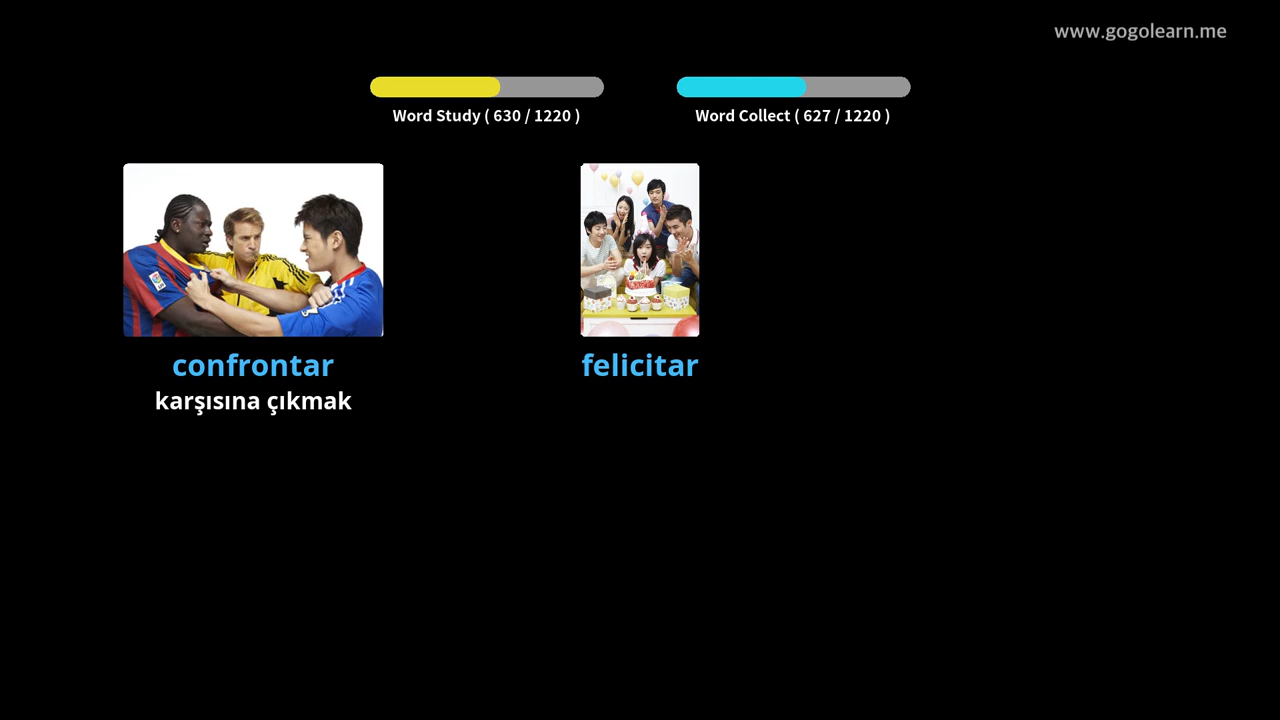 www.gogolearn.me
Word Study ( 630 / 1220 )
Word Collect ( 627 / 1220 )
confrontar
karşısına çıkmak
felicitar